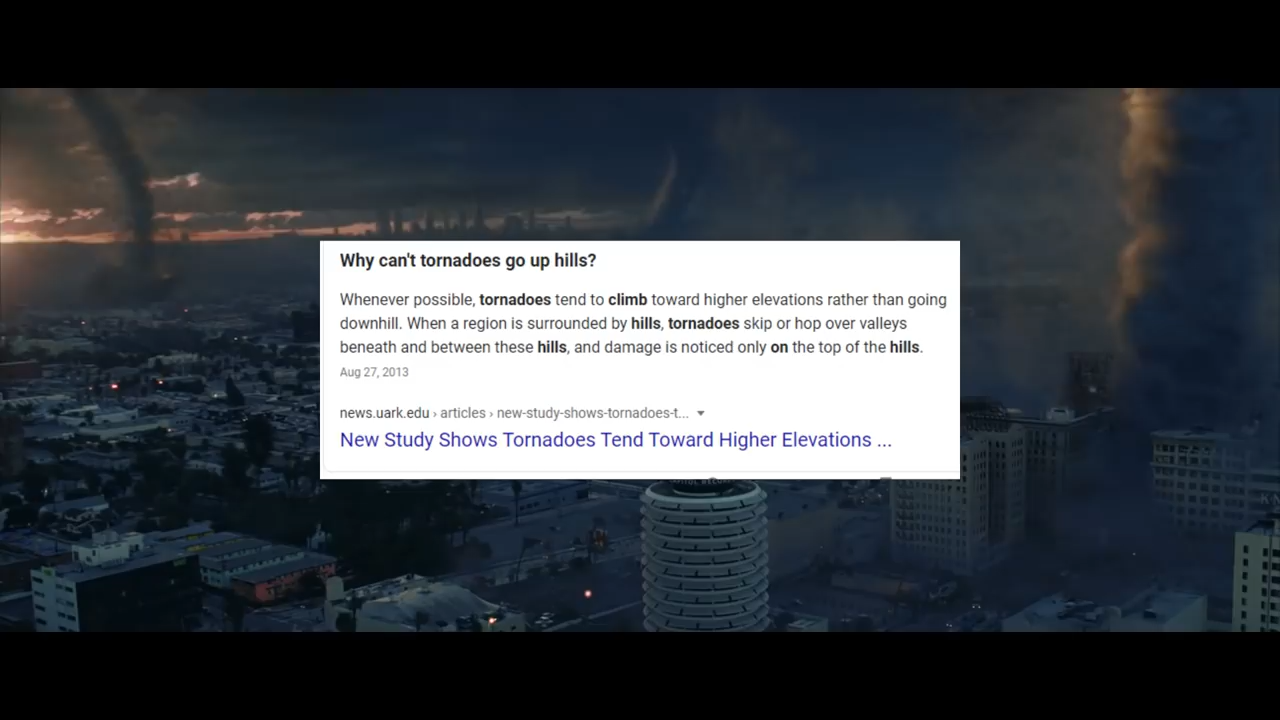 Why can't tornadoes go up hills?
Whenever possible, tornadoes tend to climb toward higher elevations rather than going
downhill. When a region is surrounded by hills, tornadoes skip or hop over valleys
beneath and between these hills, and damage is noticed only on the top of the hills.
Aug 27, 2013
news.uark.edu › articles › new-study-shows-tornadoes-t...
New Study Shows Tornadoes Tend Toward Higher Elevations ...